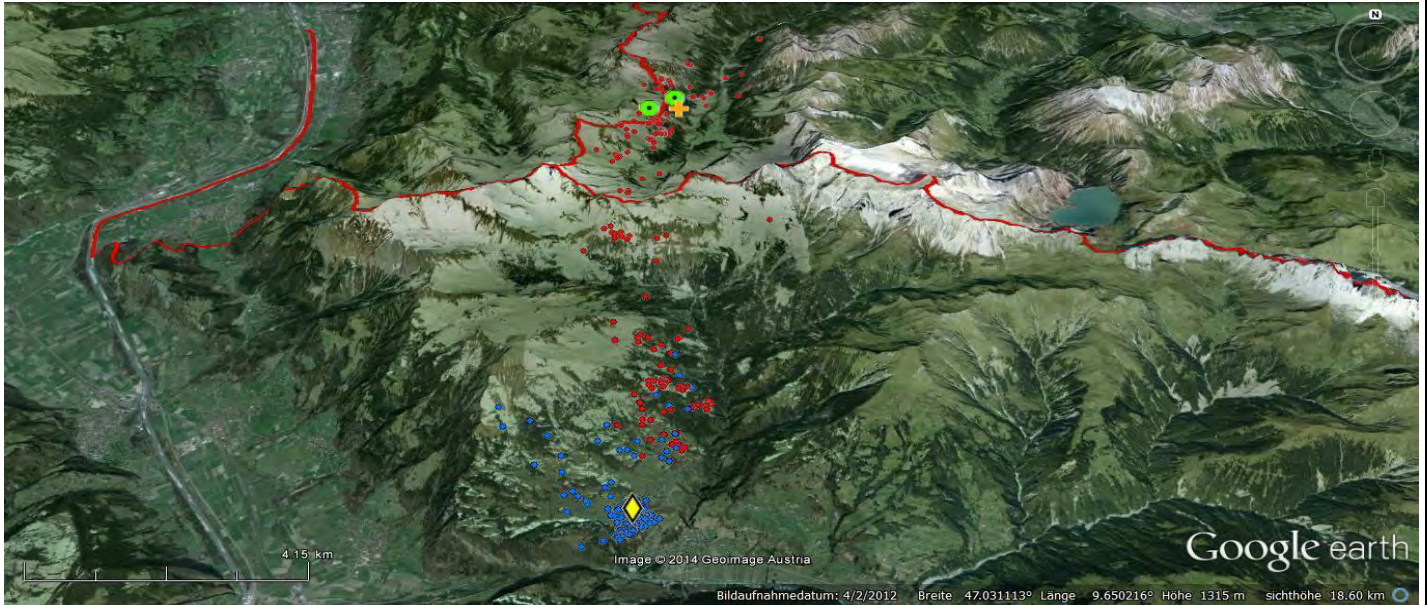 N
4.15 km
Image © 2014 Geoimage Austria
Google earth
Bildaufnahmedatum: 4/2/2012 Breite 47.031113° Länge 9.650216° Höhe 1315 m sichthöhe 18.60 km